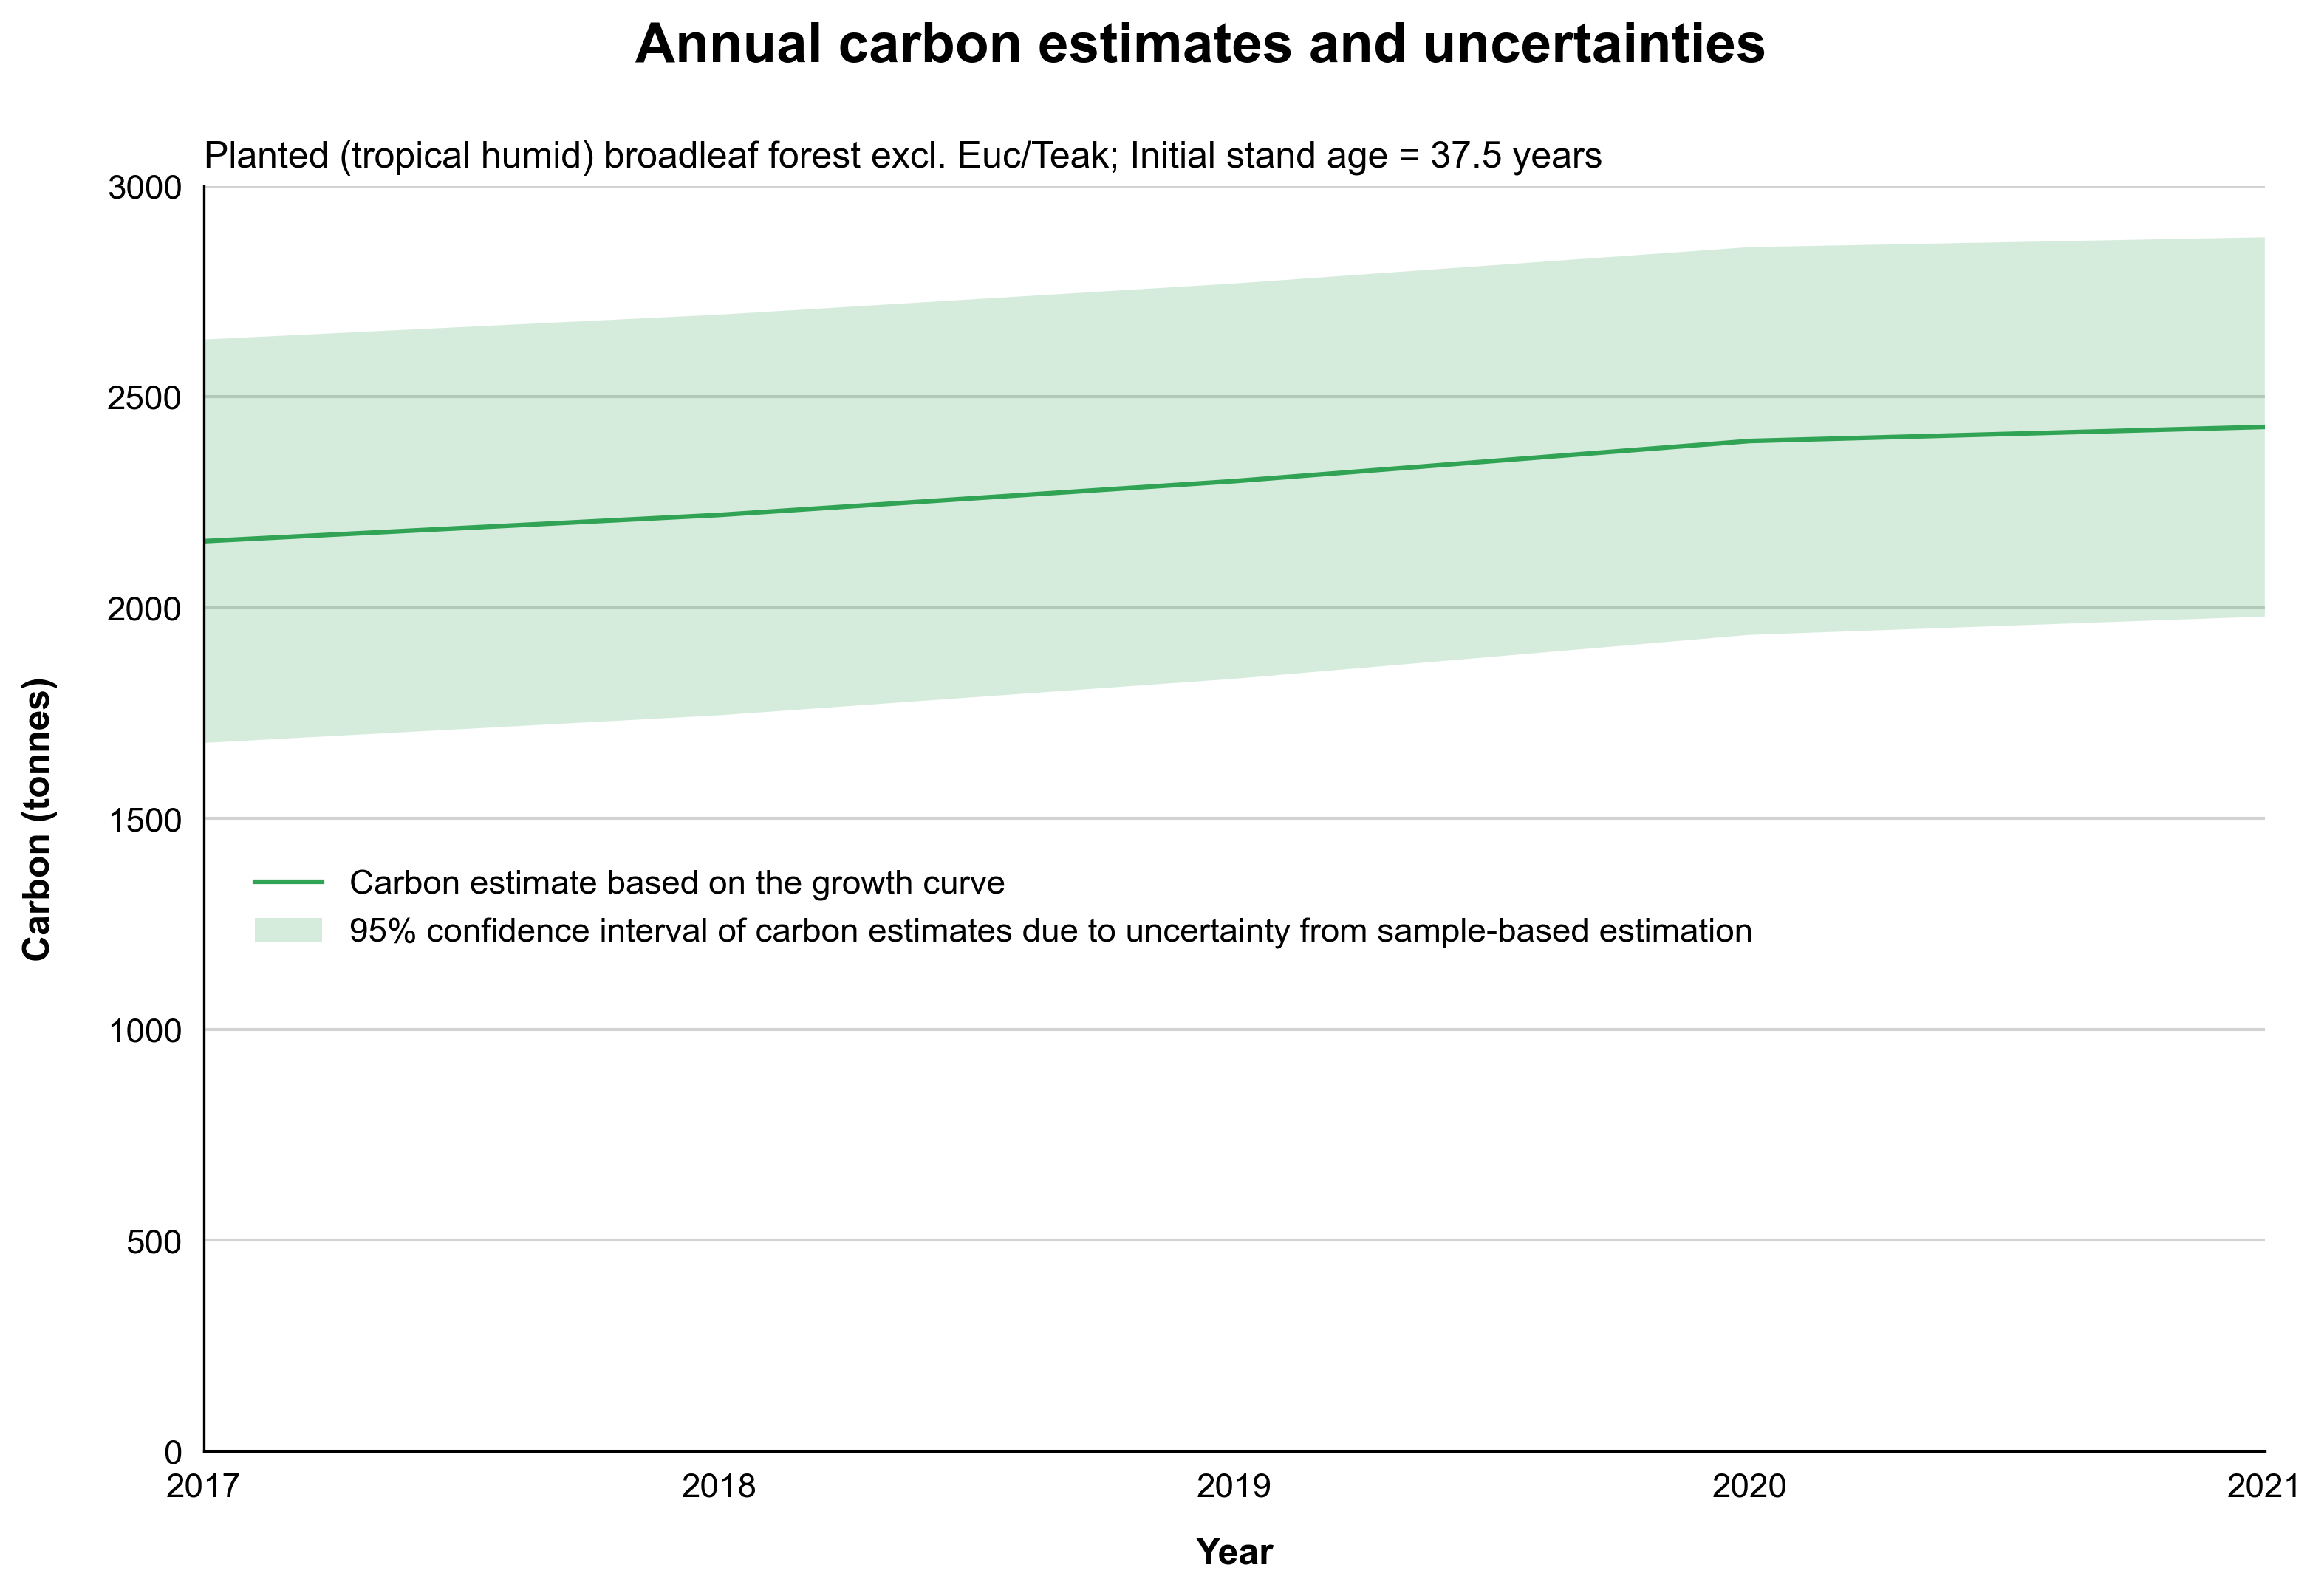 Annual carbon estimates and uncertainties
Planted (tropical humid) broadleaf forest excl. Euc/Teak; Initial stand age = 37.5 years
3000
2500
2000
1500
1000
500
0
Carbon (tonnes)
Carbon estimate based on the growth curve
95% confidence interval of carbon estimates due to uncertainty from sample-based estimation
2017
2018
2019
2020
2021
Year